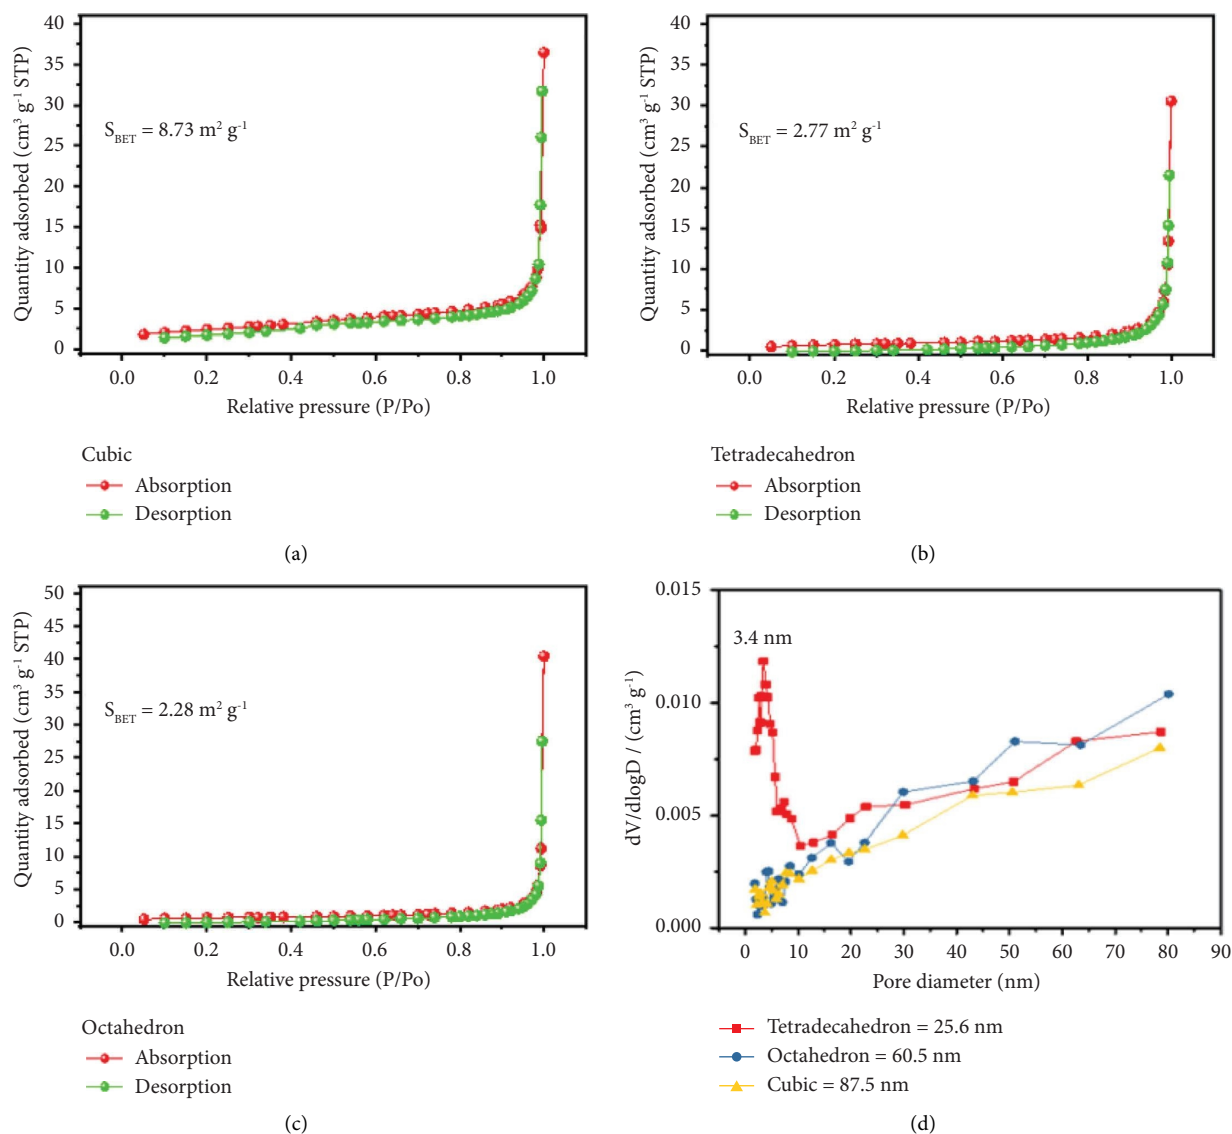 40
35
30
25
20
15
10
5
0
Quantity adsorbed (cm³ g⁻¹ STP)
S_BET = 8.73 m² g⁻¹
0.0 0.2 0.4 0.6 0.8 1.0
Relative pressure (P/Po)
Cubic
Absorption
Desorption
(a)
40
35
30
25
20
15
10
5
0
Quantity adsorbed (cm³ g⁻¹ STP)
S_BET = 2.77 m² g⁻¹
0.0 0.2 0.4 0.6 0.8 1.0
Relative pressure (P/Po)
Tetradecahedron
Absorption
Desorption
(b)
50
45
40
35
30
25
20
15
10
5
0
Quantity adsorbed (cm³ g⁻¹ STP)
S_BET = 2.28 m² g⁻¹
0.0 0.2 0.4 0.6 0.8 1.0
Relative pressure (P/Po)
Octahedron
Absorption
Desorption
(c)
0.015
0.010
0.005
0.000
dV/dlogD / (cm³ g⁻¹)
3.4 nm
0 10 20 30 40 50 60 70 80 90
Pore diameter (nm)
Tetradecahedron = 25.6 nm
Octahedron = 60.5 nm
Cubic = 87.5 nm
(d)